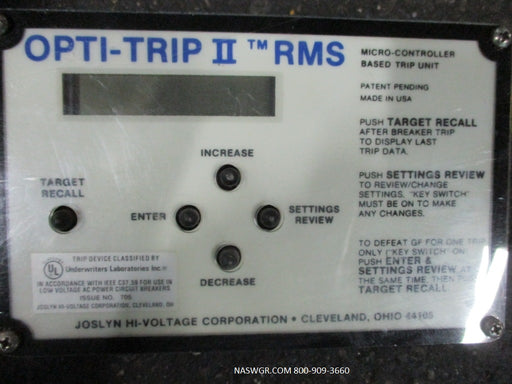 OPTI-TRIP II ™ RMS
MICRO-CONTROLLER
BASED TRIP UNIT
PATENT PENDING
MADE IN USA
PUSH TARGET RECALL
AFTER BREAKER TRIP
TO DISPLAY LAST
TRIP DATA.
INCREASE
PUSH SETTINGS REVIEW
TO REVIEW/CHANGE
SETTINGS. "KEY SWITCH"
MUST BE ON TO MAKE
ANY CHANGES.
TARGET
RECALL
ENTER
SETTINGS
REVIEW
DECREASE
TO DEFEAT GF FOR ONE TRIP
ONLY ("KEY SWITCH" ON)
PUSH ENTER &
SETTINGS REVIEW AT
THE SAME TIME, THEN PUSH
TARGET RECALL.
UL
TRIP DEVICE CLASSIFIED BY
Underwriters Laboratories Inc.®
IN ACCORDANCE WITH IEEE C37.59 FOR USE IN
LOW VOLTAGE AC POWER CIRCUIT BREAKERS
ISSUE NO. 705
JOSLYN HI-VOLTAGE CORPORATION, CLEVELAND, OH
JOSLYN HI-VOLTAGE CORPORATION • CLEVELAND, OHIO 44105
NASWGR.COM 800-909-3660